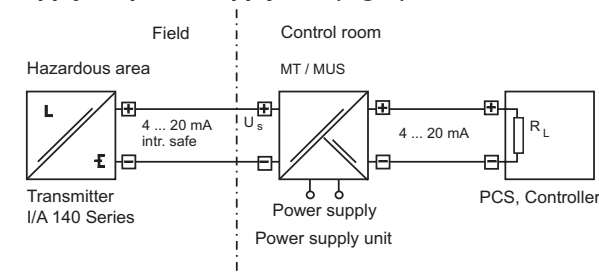 Field
Control room
Hazardous area
MT / MUS
L
4 ... 20 mA
intr. safe
U s
4 ... 20 mA
R L
E
Transmitter
I/A 140 Series
Power supply
Power supply unit
PCS, Controller